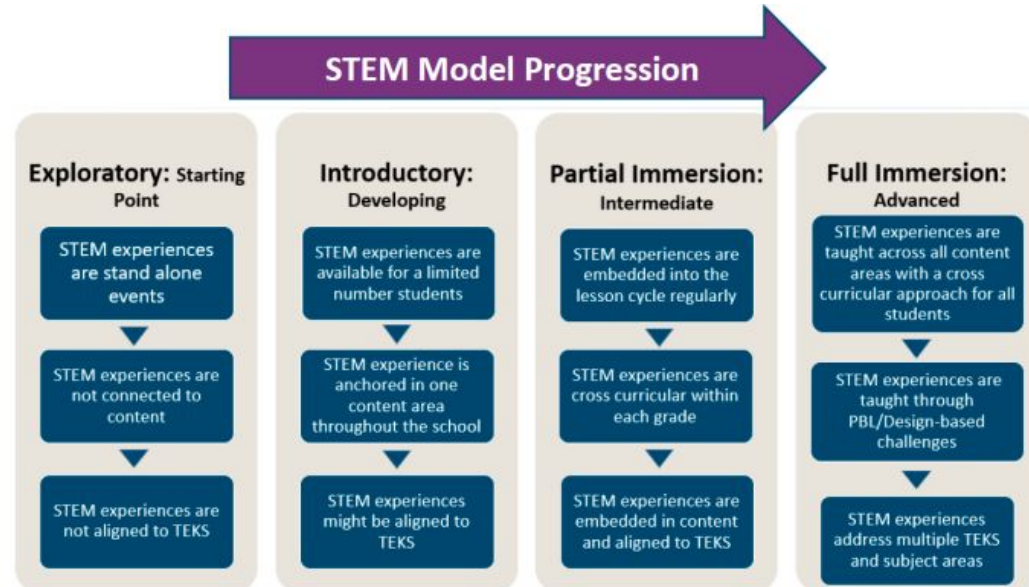 STEM Model Progression
Exploratory: Starting
Point
STEM experiences
are stand alone
events
STEM experiences are
not connected to
content
STEM experiences are
not aligned to TEKS
Introductory:
Developing
STEM experiences are
available for a limited
number students
STEM experience is
anchored in one
content area
throughout the school
STEM experiences
might be aligned to
TEKS
Partial Immersion:
Intermediate
STEM experiences are
embedded into the
lesson cycle regularly
STEM experiences are
cross curricular within
each grade
STEM experiences are
embedded in content
and aligned to TEKS
Full Immersion:
Advanced
STEM experiences are
taught across all content
areas with a cross
curricular approach for all
students
STEM experiences are
taught through
PBL/Design-based
challenges
STEM experiences
address multiple TEKS
and subject areas